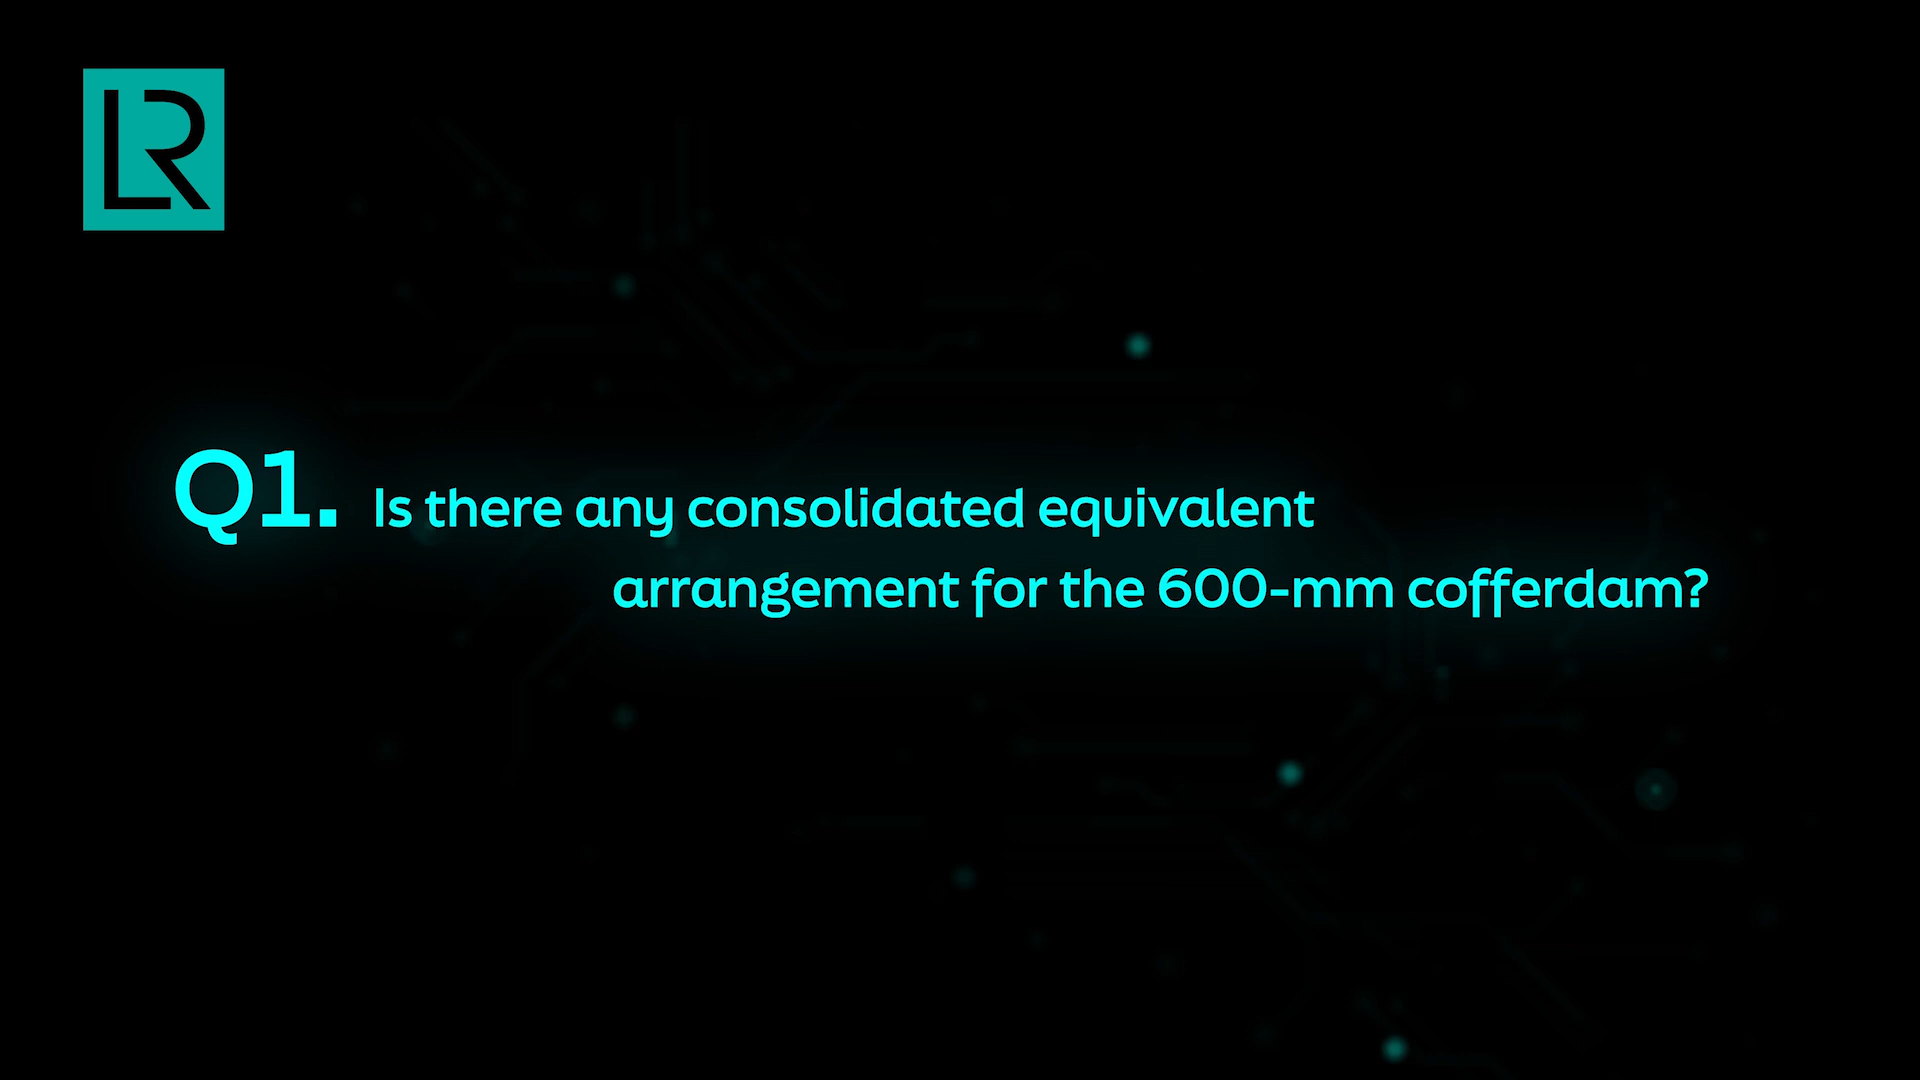 LR
Q1. Is there any consolidated equivalent
arrangement for the 600-mm cofferdam?